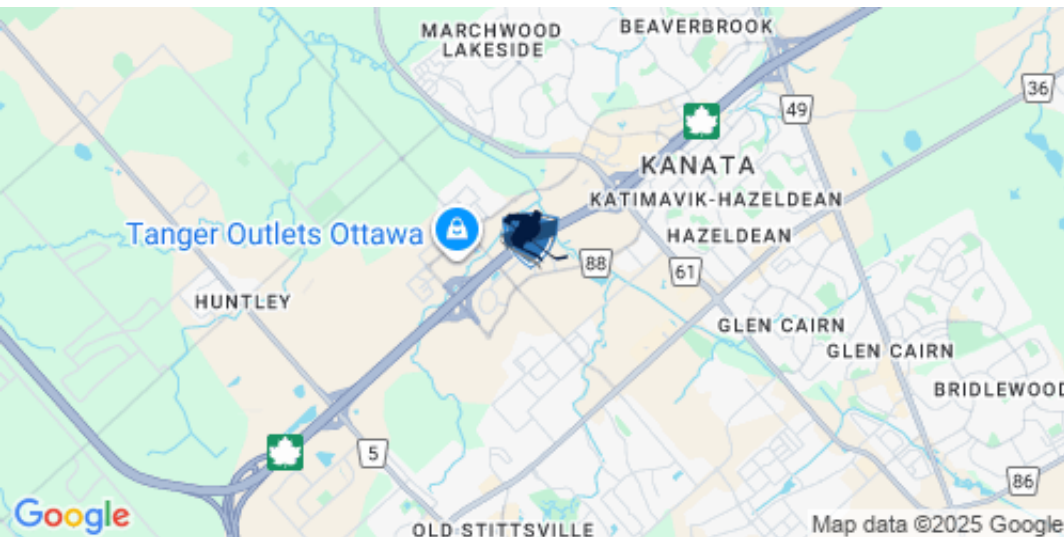 MARCHWOOD
LAKESIDE
BEAVERBROOK
36
49
KANATA
KATIMAVIK-HAZELDEAN
Tanger Outlets Ottawa
HAZELDEAN
88
61
HUNTLEY
GLEN CAIRN
GLEN CAIRN
BRIDLEWOOD
5
86
Google
OLD STITTSVILLE
Map data ©2025 Google